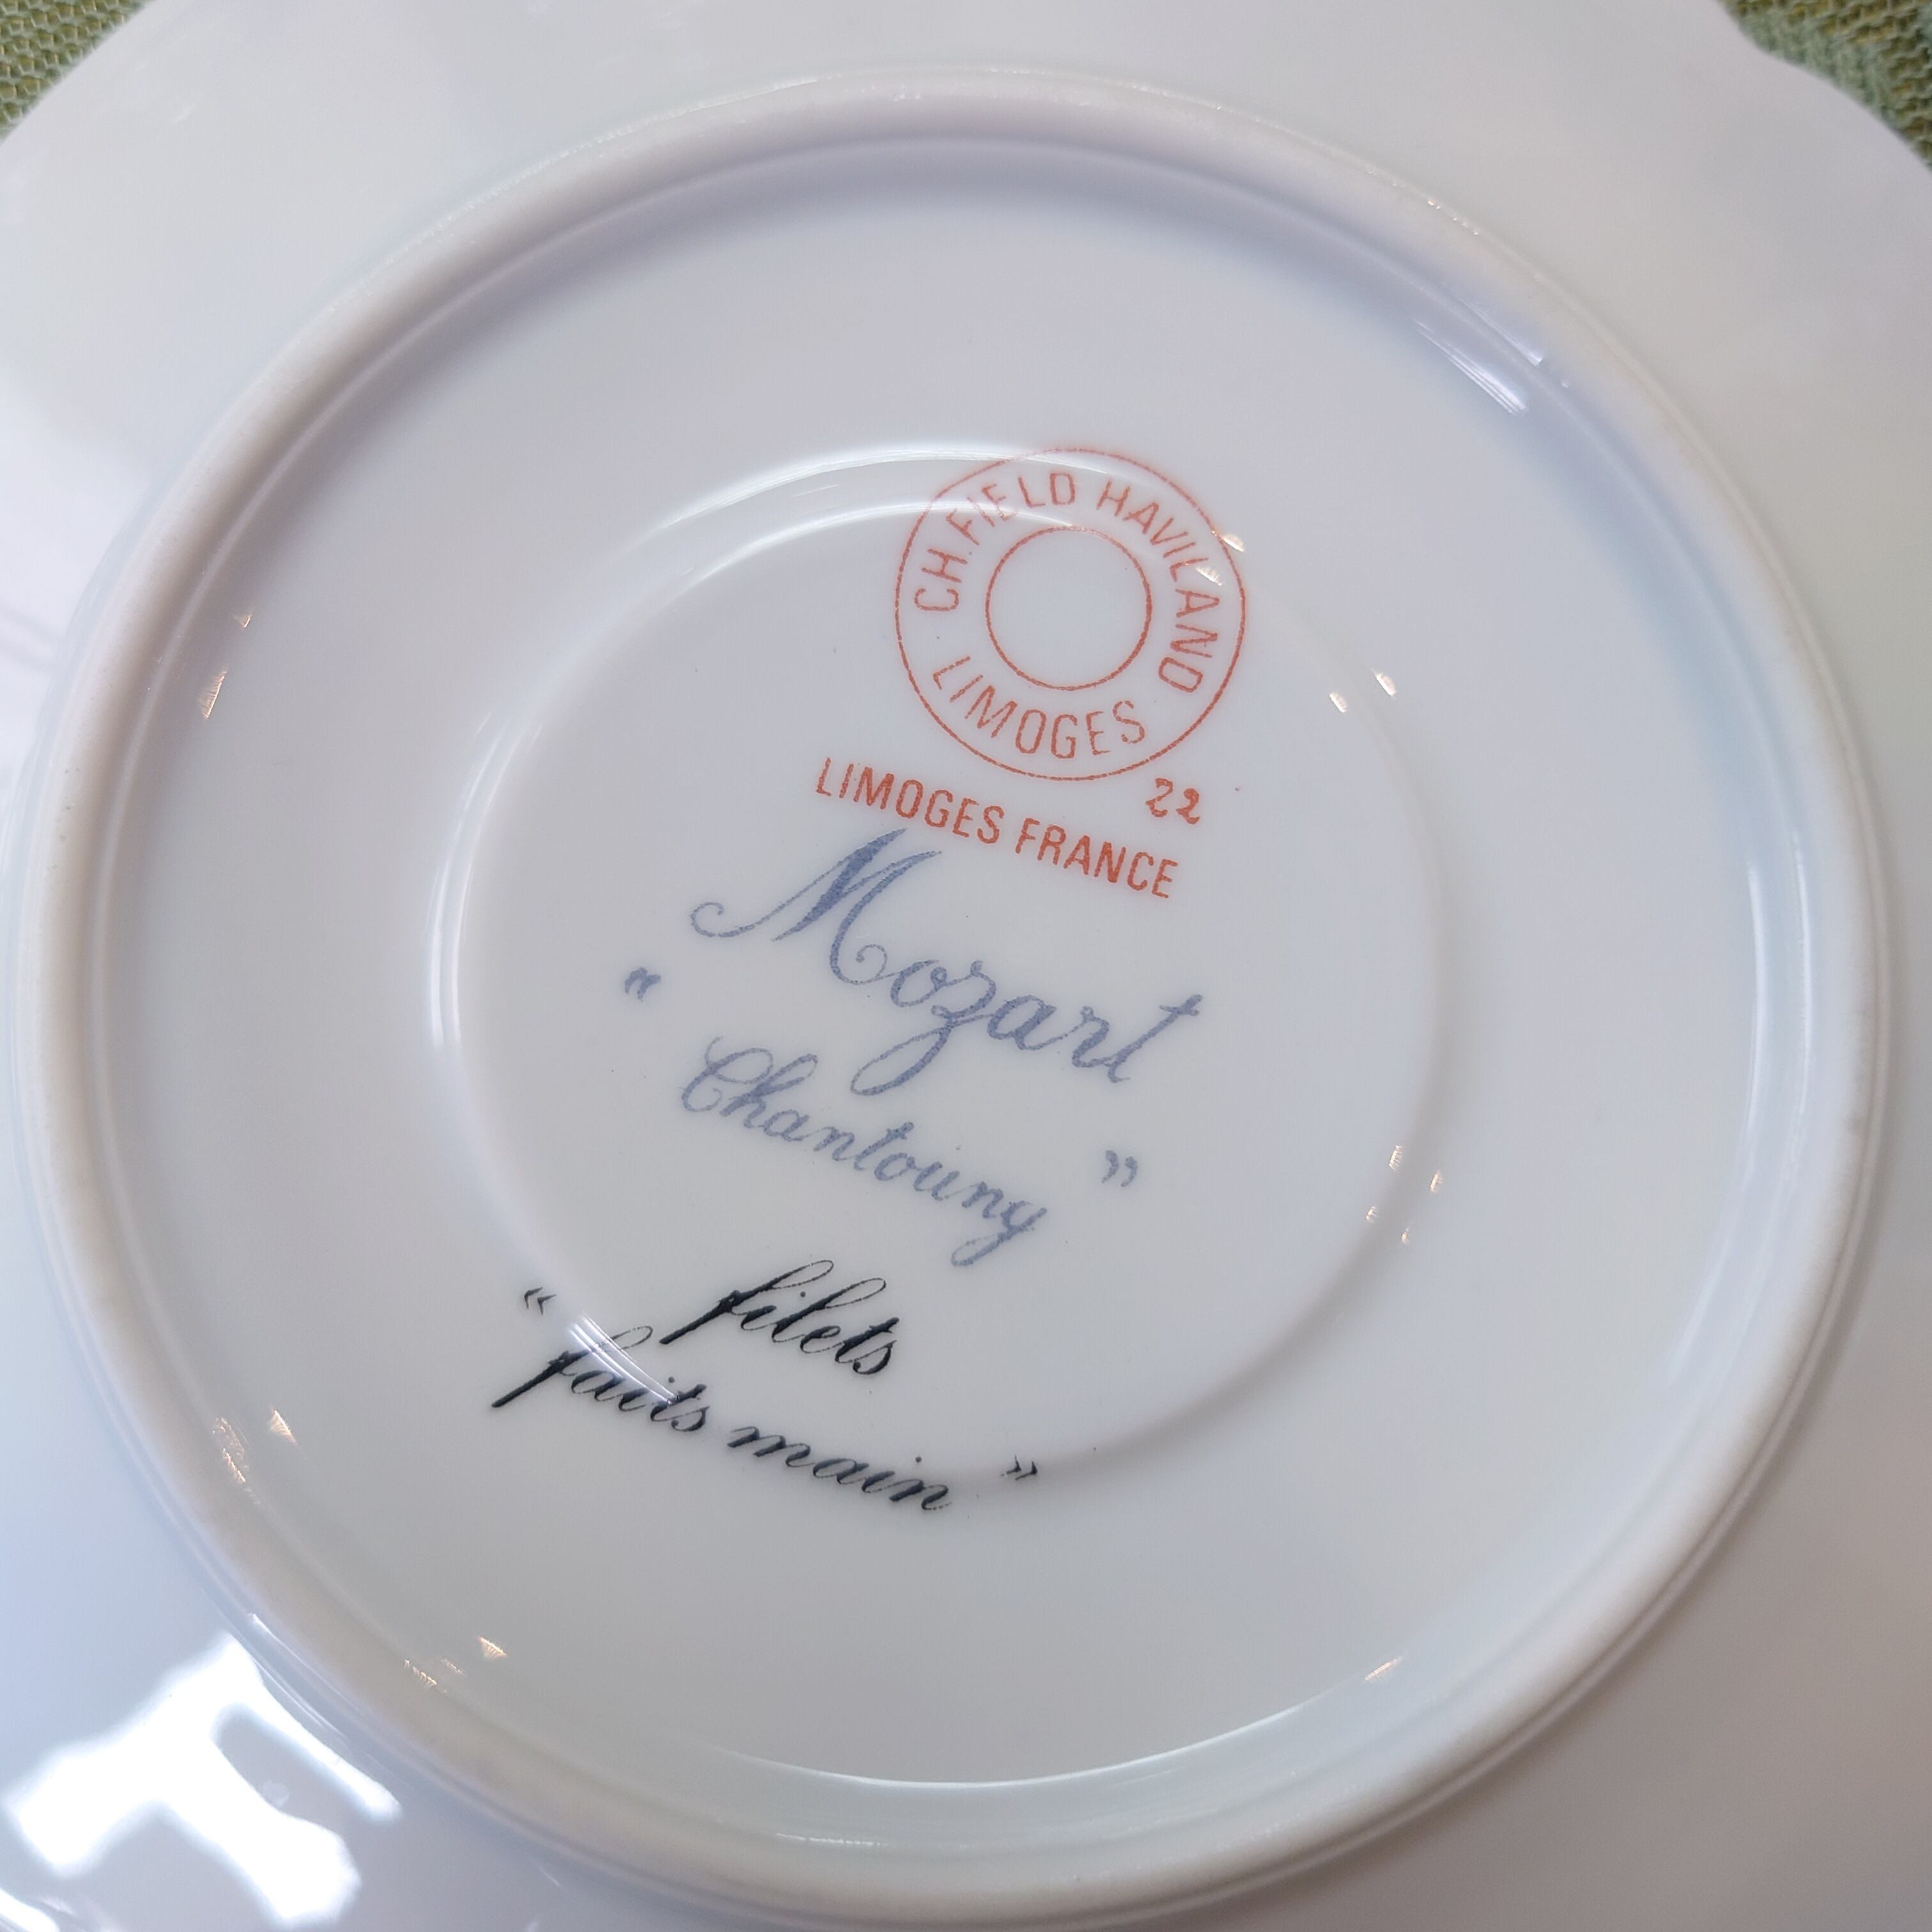 CH.FIELD HAVILAND
LIMOGES
22
LIMOGES FRANCE
Mozart
" Chantoung "
filets
« faits main »